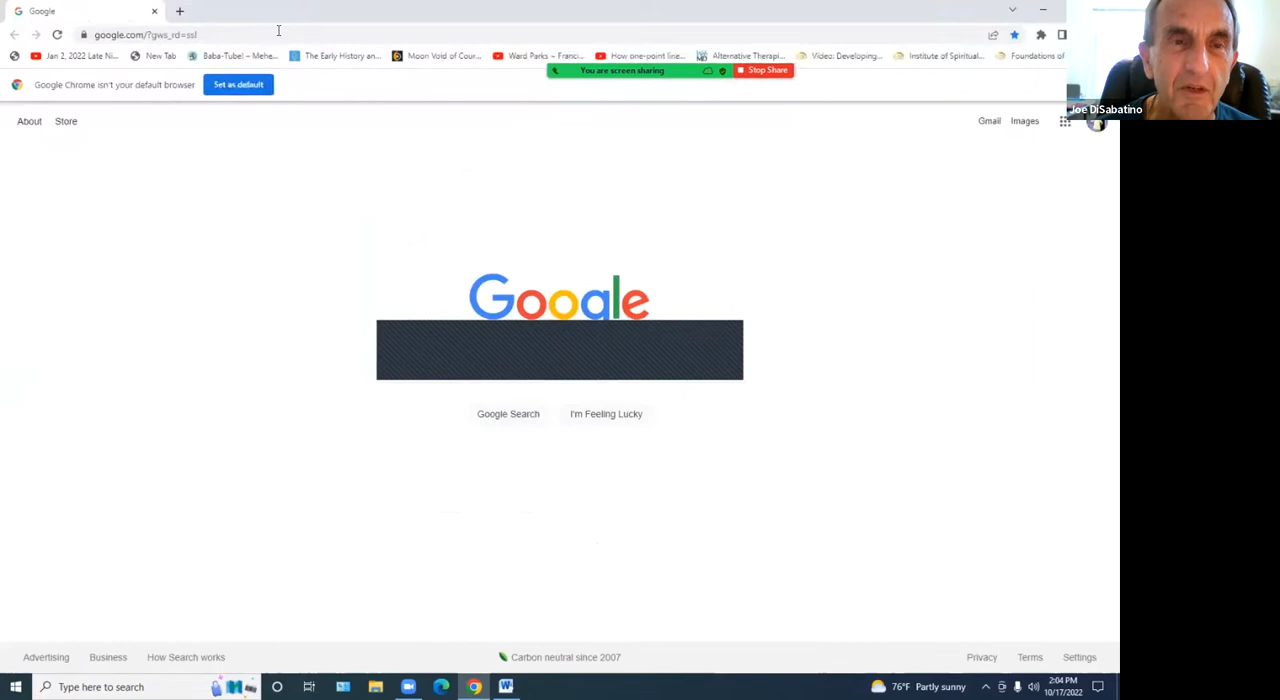 Google
google.com/?gws_rd=ssl
Jan 2, 2022 Late Ni...
New Tab
Baba-Tube! – Mehe...
The Early History an...
Moon Void of Cour...
Ward Parks ~ Franci...
How one-point line...
Alternative Therapi...
Video: Developing...
Institute of Spiritual...
Foundations of
You are screen sharing
Stop Share
Google Chrome isn't your default browser
Set as default
Joe DiSabatino
About Store
Gmail Images
Google
Google Search I'm Feeling Lucky
Advertising Business How Search works
Carbon neutral since 2007
Privacy Terms Settings
Type here to search
76°F Partly sunny
2:04 PM
10/17/2022